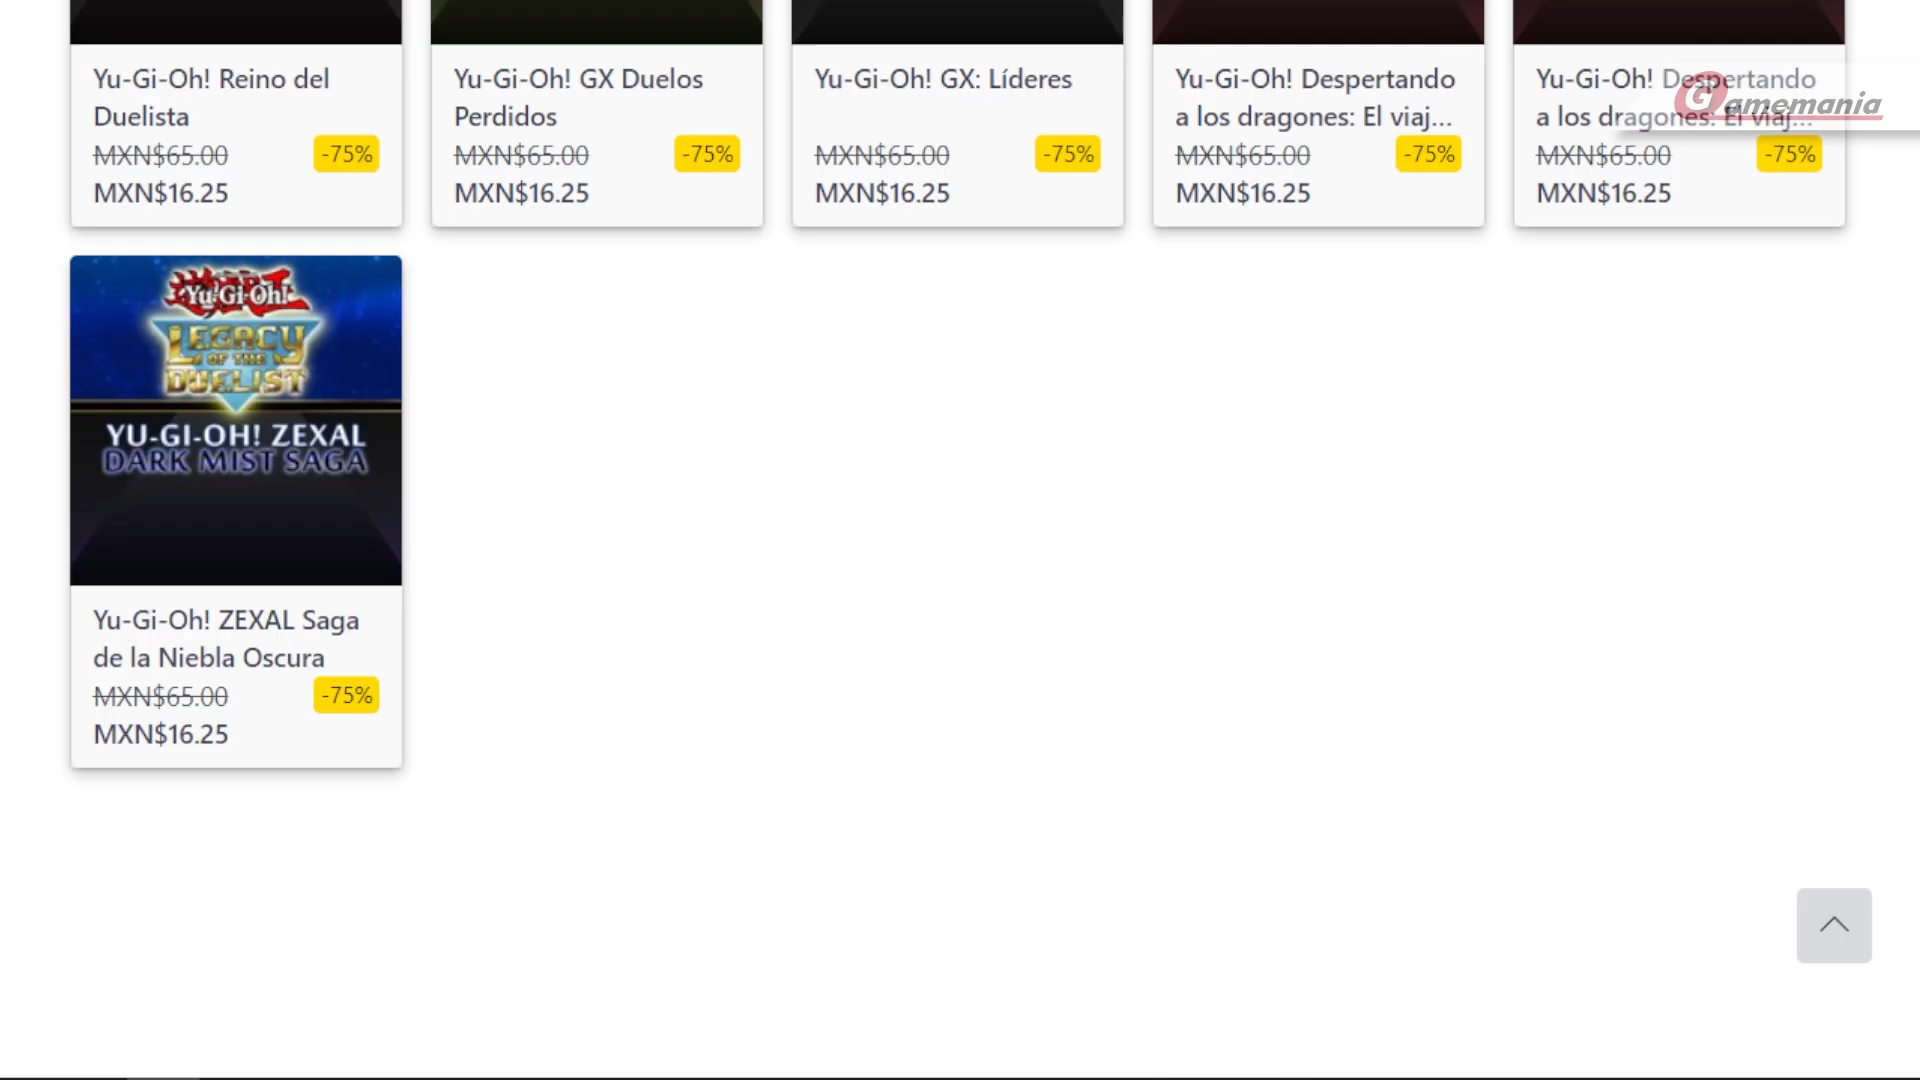 Yu-Gi-Oh! Reino del
Duelista
MXN$65.00
-75%
MXN$16.25
Yu-Gi-Oh! GX Duelos
Perdidos
MXN$65.00
-75%
MXN$16.25
Yu-Gi-Oh! GX: Líderes
MXN$65.00
-75%
MXN$16.25
Yu-Gi-Oh! Despertando
a los dragones: El viaj...
MXN$65.00
-75%
MXN$16.25
Yu-Gi-Oh! Despertando
a los dragones: El viaj...
MXN$65.00
-75%
MXN$16.25
Gamemania
Yu-Gi-Oh!
LEGACY
OF THE
DUELIST
YU-GI-OH! ZEXAL
DARK MIST SAGA
Yu-Gi-Oh! ZEXAL Saga
de la Niebla Oscura
MXN$65.00
-75%
MXN$16.25